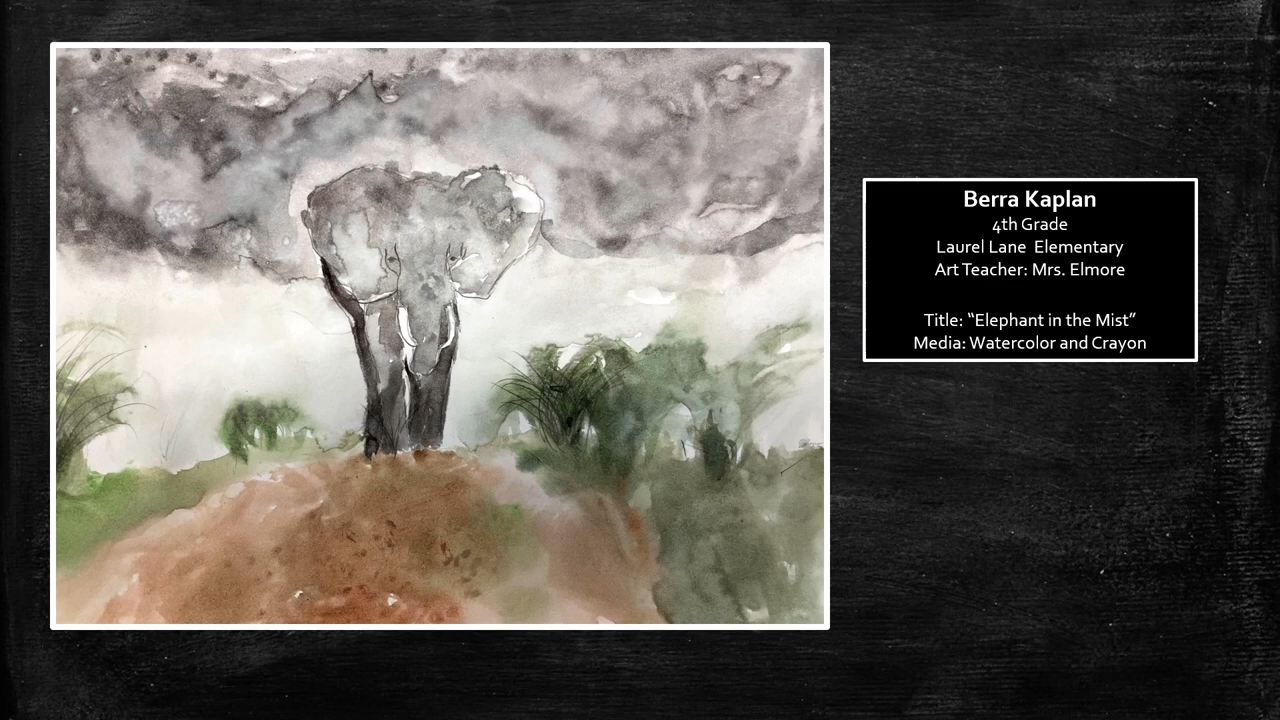 Berra Kaplan
4th Grade
Laurel Lane  Elementary
Art Teacher: Mrs. Elmore
Title: “Elephant in the Mist”
Media: Watercolor and Crayon